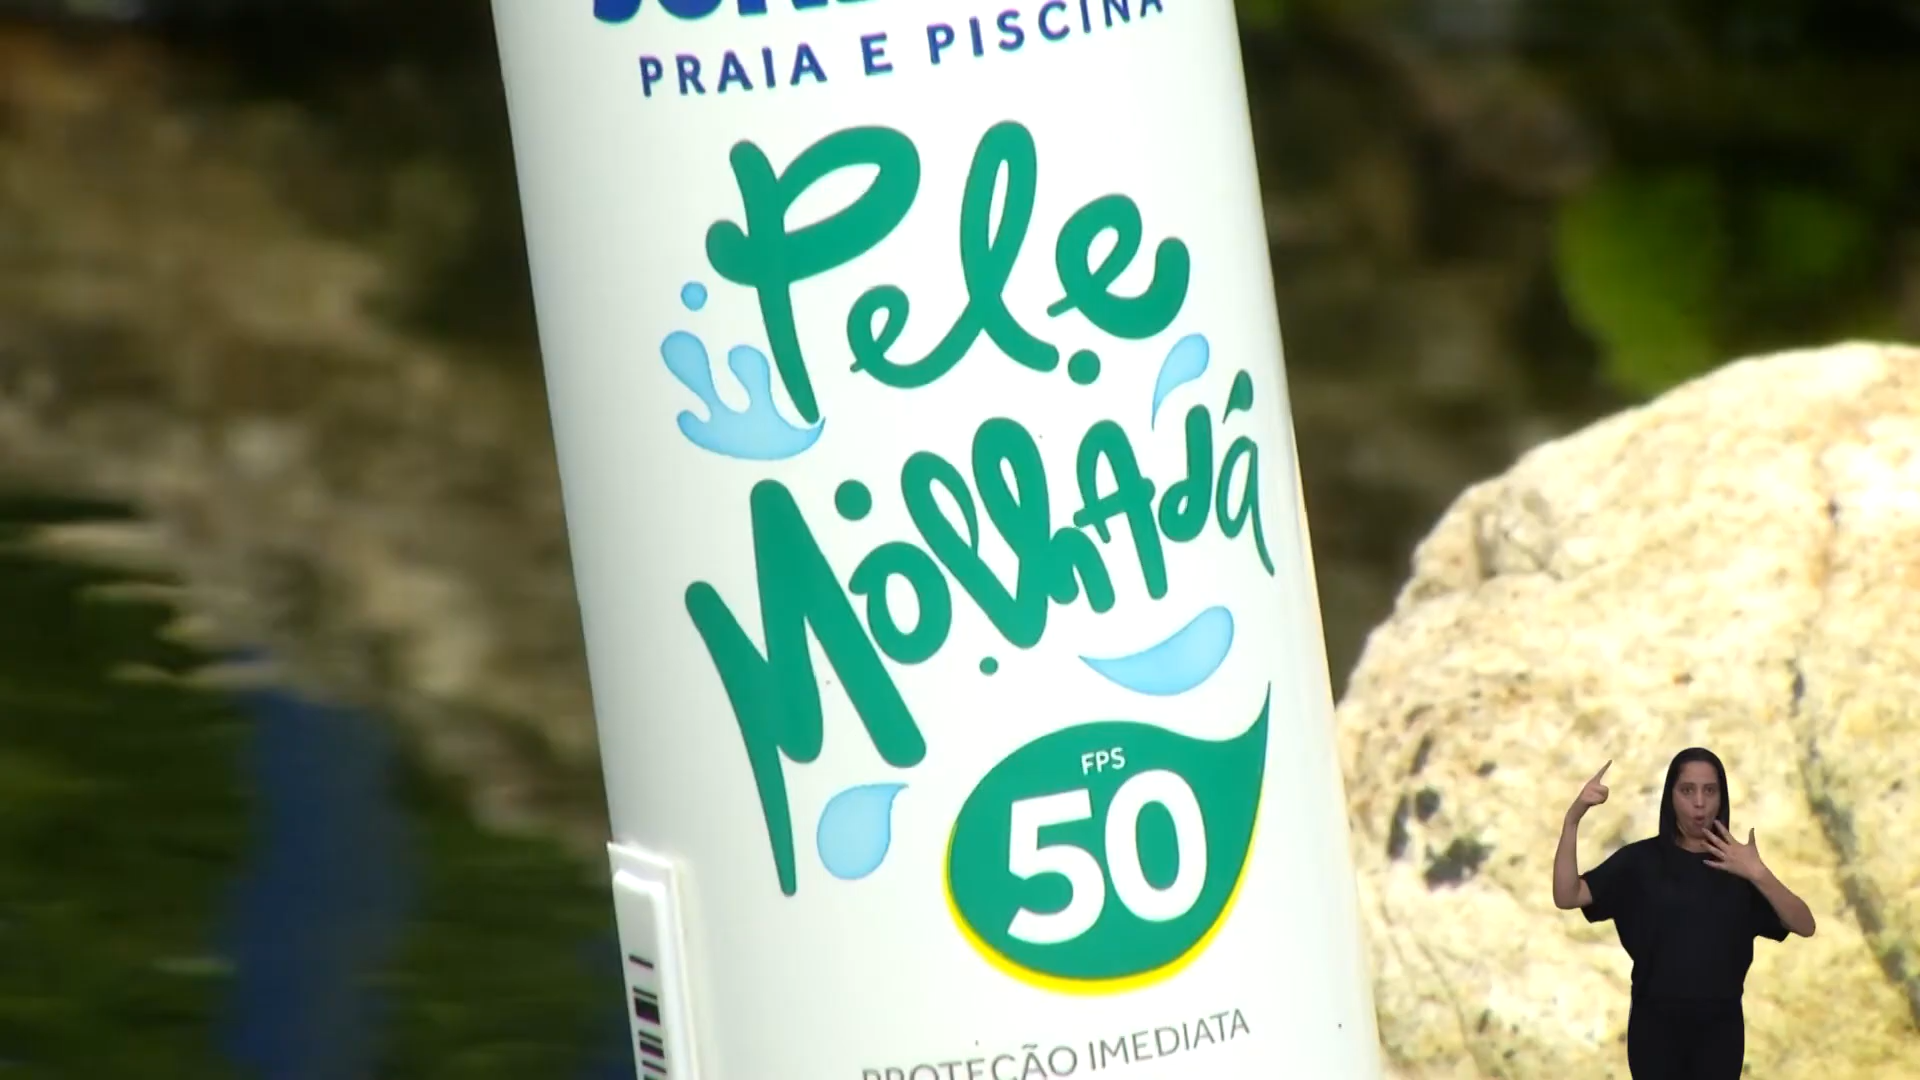 PRAIA E PISCINA
Pele
Molhada
FPS
50
PROTEÇÃO IMEDIATA